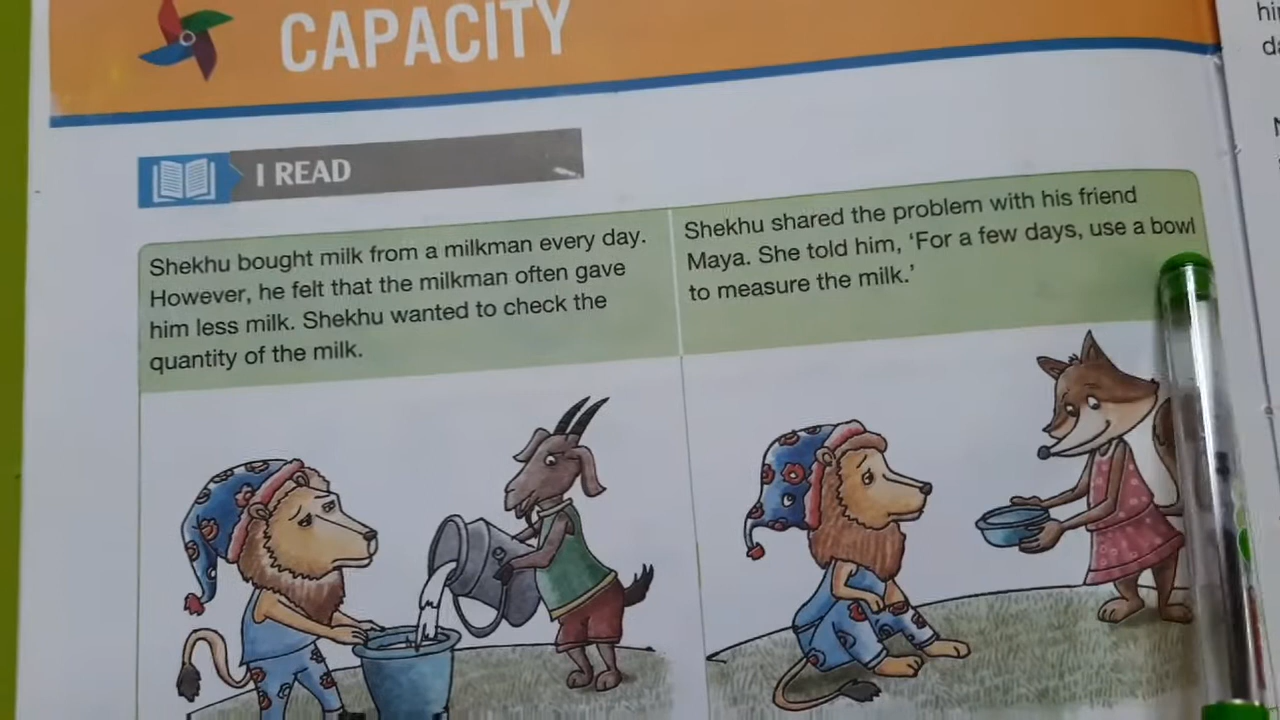 CAPACITY
I READ
Shekhu bought milk from a milkman every day.
However, he felt that the milkman often gave
him less milk. Shekhu wanted to check the
quantity of the milk.
Shekhu shared the problem with his friend
Maya. She told him, ‘For a few days, use a bowl
to measure the milk.’